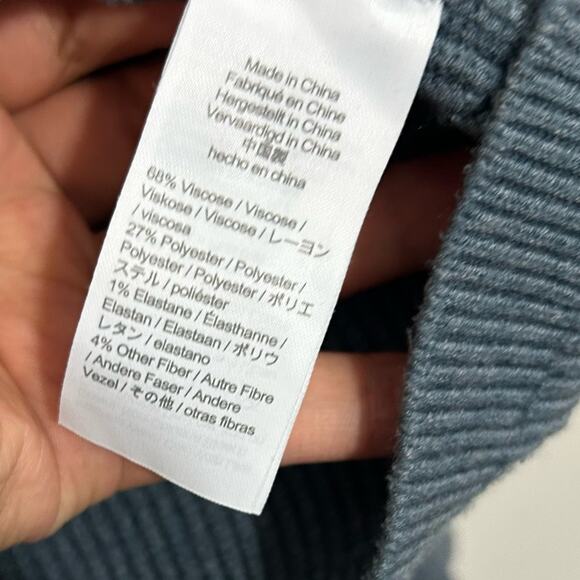 Made in China
Fabriqué en Chine
Hergestellt in China
Vervaardigd in China
中国製
hecho en china
68% Viscose / Viscose /
Viskose / Viscose / レーヨン
/ viscosa
27% Polyester / Polyester /
Polyester / Polyester / ポリエ
ステル / poliéster
1% Elastane / Élasthanne /
Elastan / Elastaan / ポリウ
レタン / elastano
4% Other Fiber / Autre Fibre
/ Andere Faser / Andere
Vezel / その他 / otras fibras